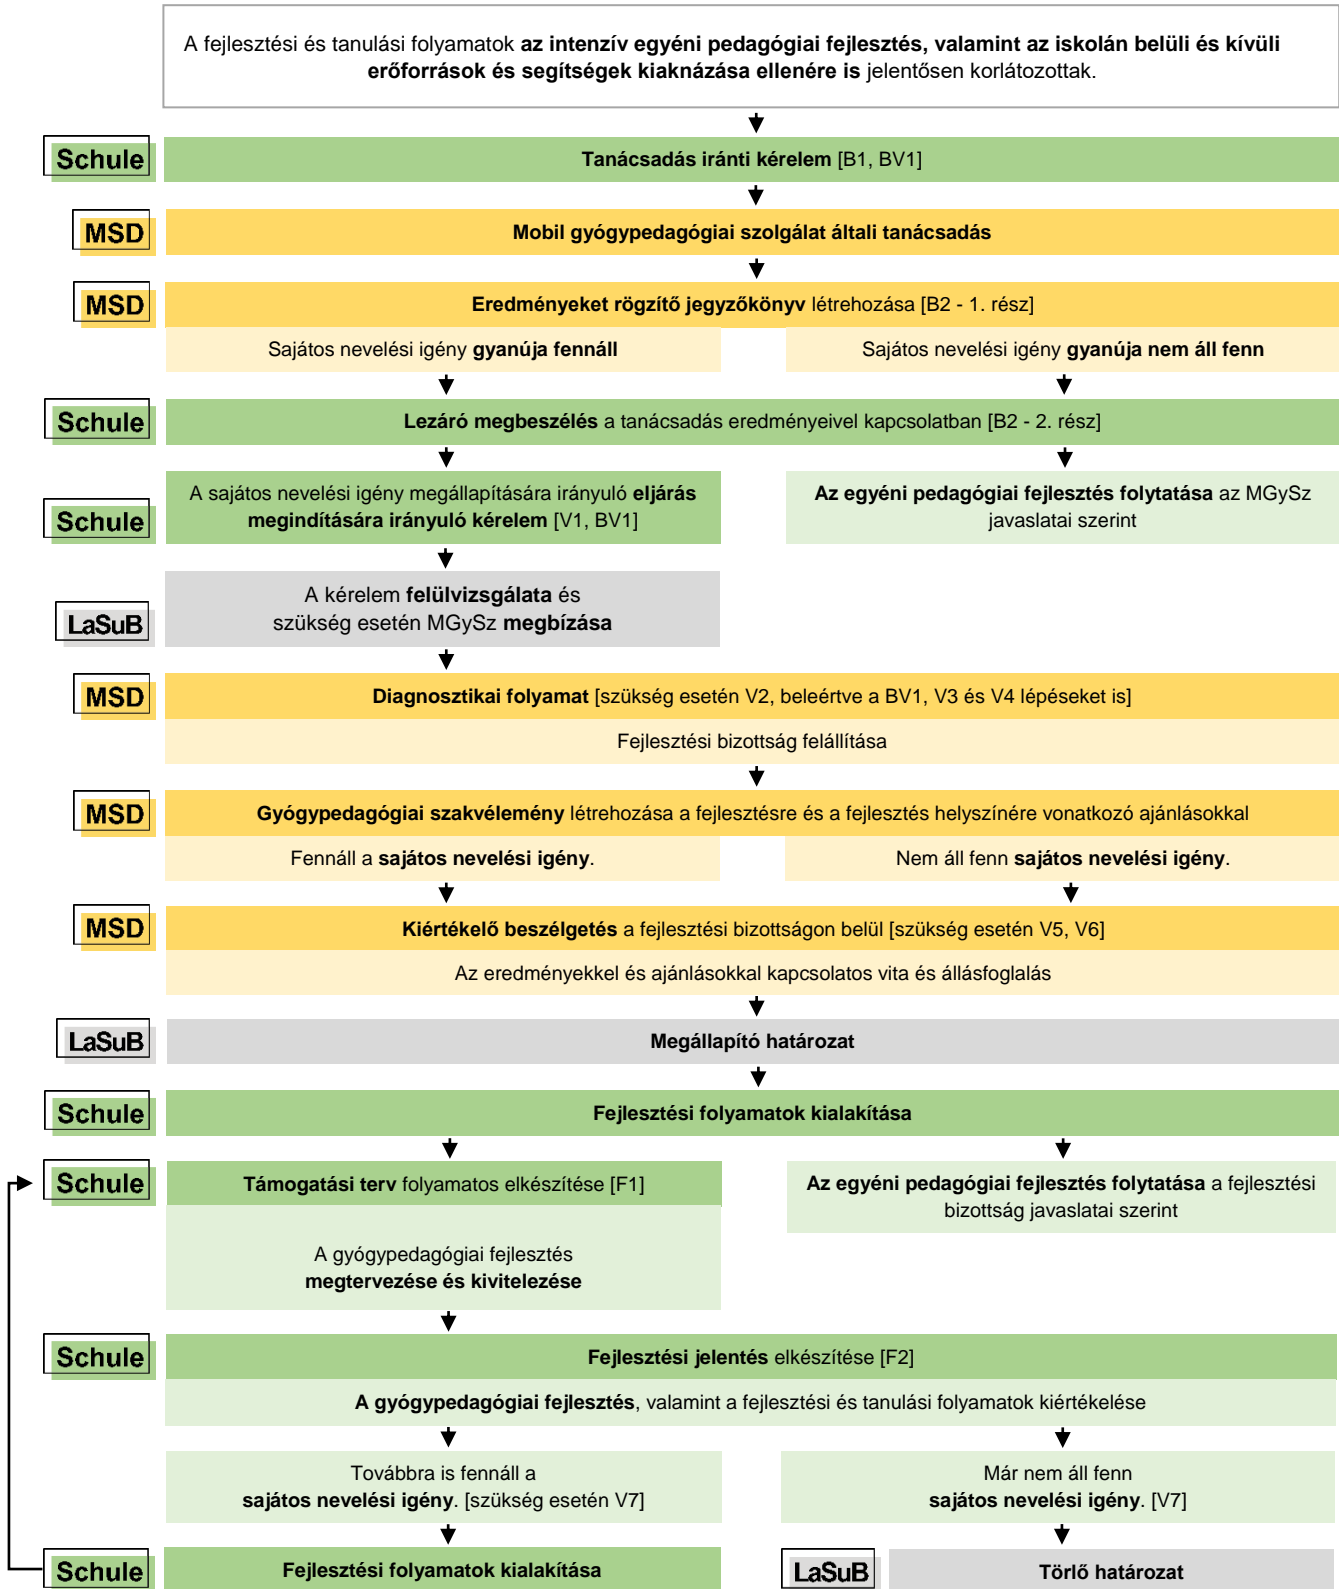 A fejlesztési és tanulási folyamatok az intenzív egyéni pedagógiai fejlesztés, valamint az iskolán belüli és kívüli
erőforrások és segítségek kiaknázása ellenére is jelentősen korlátozottak.
Schule
Tanácsadás iránti kérelem [B1, BV1]
MSD
Mobil gyógypedagógiai szolgálat általi tanácsadás
MSD
Eredményeket rögzítő jegyzőkönyv létrehozása [B2 - 1. rész]
Sajátos nevelési igény gyanúja fennáll
Sajátos nevelési igény gyanúja nem áll fenn
Schule
Lezáró megbeszélés a tanácsadás eredményeivel kapcsolatban [B2 - 2. rész]
Schule
A sajátos nevelési igény megállapítására irányuló eljárás
megindítására irányuló kérelem [V1, BV1]
Az egyéni pedagógiai fejlesztés folytatása az MGySz
javaslatai szerint
LaSuB
A kérelem felülvizsgálata és
szükség esetén MGySz megbízása
MSD
Diagnosztikai folyamat [szükség esetén V2, beleértve a BV1, V3 és V4 lépéseket is]
Fejlesztési bizottság felállítása
MSD
Gyógypedagógiai szakvélemény létrehozása a fejlesztésre és a fejlesztés helyszínére vonatkozó ajánlásokkal
Fennáll a sajátos nevelési igény.
Nem áll fenn sajátos nevelési igény.
MSD
Kiértékelő beszélgetés a fejlesztési bizottságon belül [szükség esetén V5, V6]
Az eredményekkel és ajánlásokkal kapcsolatos vita és állásfoglalás
LaSuB
Megállapító határozat
Schule
Fejlesztési folyamatok kialakítása
Schule
Támogatási terv folyamatos elkészítése [F1]
A gyógypedagógiai fejlesztés
megtervezése és kivitelezése
Az egyéni pedagógiai fejlesztés folytatása a fejlesztési
bizottság javaslatai szerint
Schule
Fejlesztési jelentés elkészítése [F2]
A gyógypedagógiai fejlesztés, valamint a fejlesztési és tanulási folyamatok kiértékelése
Továbbra is fennáll a
sajátos nevelési igény. [szükség esetén V7]
Már nem áll fenn
sajátos nevelési igény. [V7]
Schule
Fejlesztési folyamatok kialakítása
LaSuB
Törlő határozat